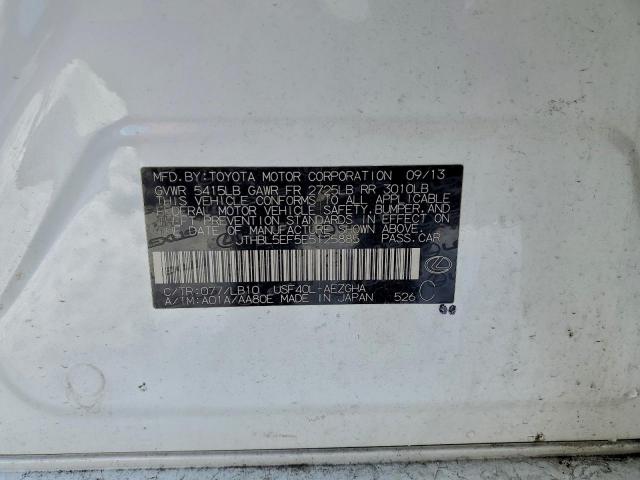 MFD.BY:TOYOTA MOTOR CORPORATION 09/13
GVWR 5415LB GAWR FR 2725LB RR 3010LB
THIS VEHICLE CONFORMS TO ALL APPLICABLE
FEDERAL MOTOR VEHICLE SAFETY, BUMPER, AND
THEFT PREVENTION STANDARDS IN EFFECT ON
THE DATE OF MANUFACTURE SHOWN ABOVE.
JTHBL5EF5E5125885 PASS.CAR
C/TR:077/LB10 USF40L-AEZGHA
A/TM:A01A/AA80E MADE IN JAPAN 526 C